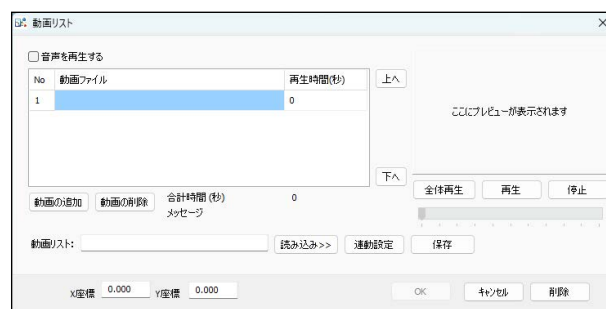 動画リスト
音声を再生する
No 動画ファイル 再生時間(秒)
1 0
上へ
下へ
ここにプレビューが表示されます
全体再生 再生 停止
動画の追加 動画の削除 合計時間 (秒) 0
メッセージ
動画リスト: 読み込み>> 連動設定 保存
X座標 0.000 Y座標 0.000 OK キャンセル 削除